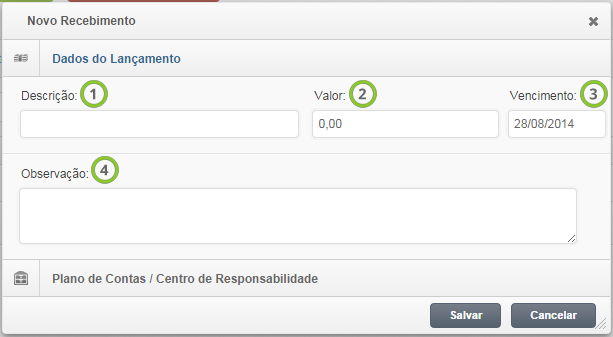 Novo Recebimento
Dados do Lançamento
Descrição: 1 Valor: 2 Vencimento: 3
0,00 28/08/2014
Observação: 4
Plano de Contas / Centro de Responsabilidade
Salvar Cancelar